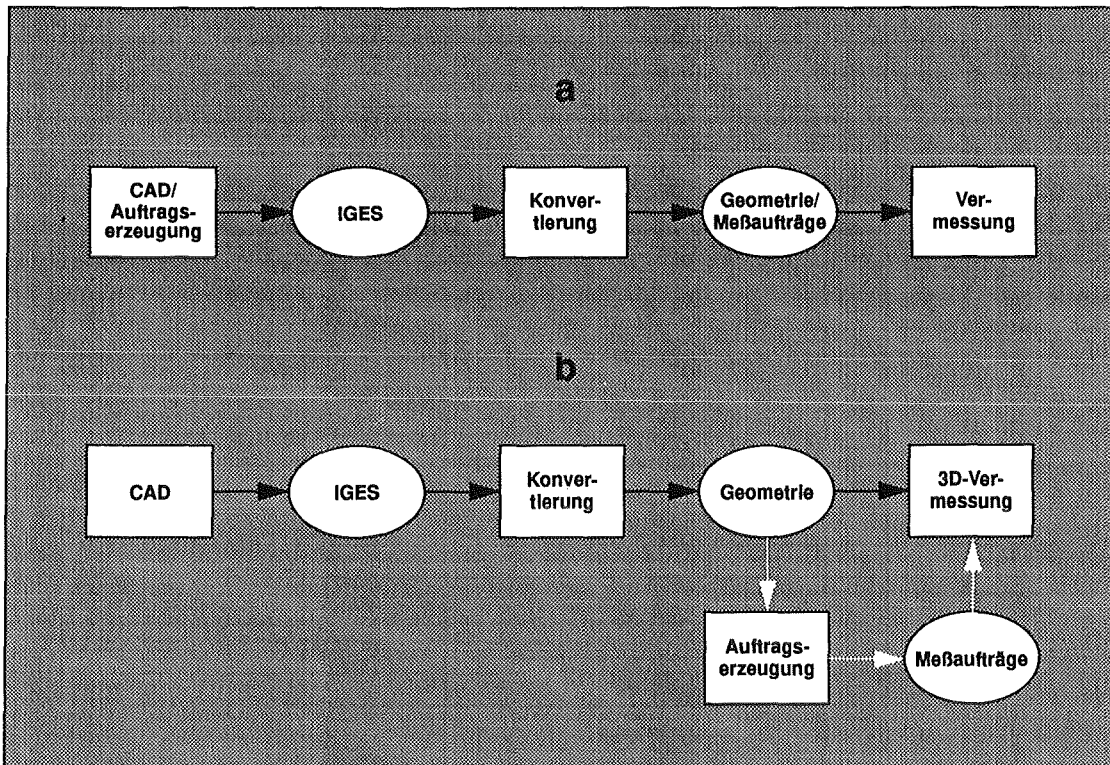 a
CAD/
Auftrags-
erzeugung
IGES
Konver-
tierung
Geometrie/
Meßaufträge
Ver-
messung
b
CAD
IGES
Konver-
tierung
Geometrie
3D-Ver-
messung
Auftrags-
erzeugung
Meßaufträge